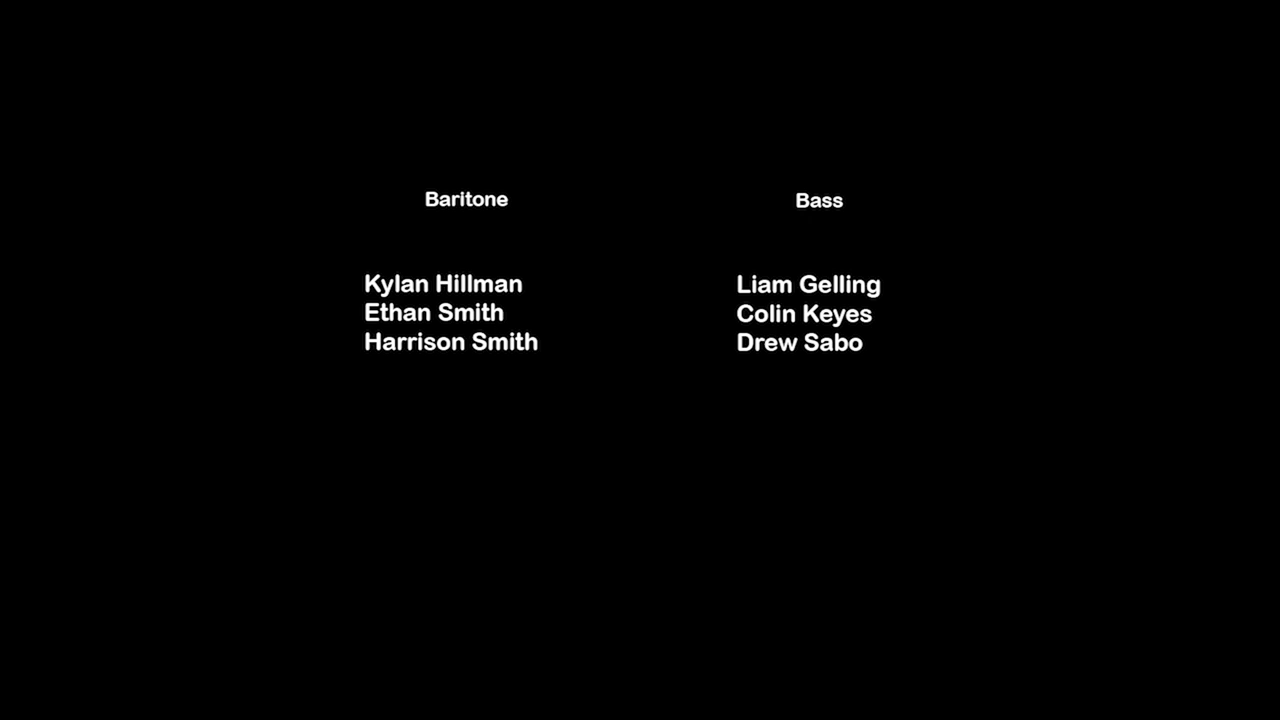 Baritone
Kylan Hillman
Ethan Smith
Harrison Smith
Bass
Liam Gelling
Colin Keyes
Drew Sabo